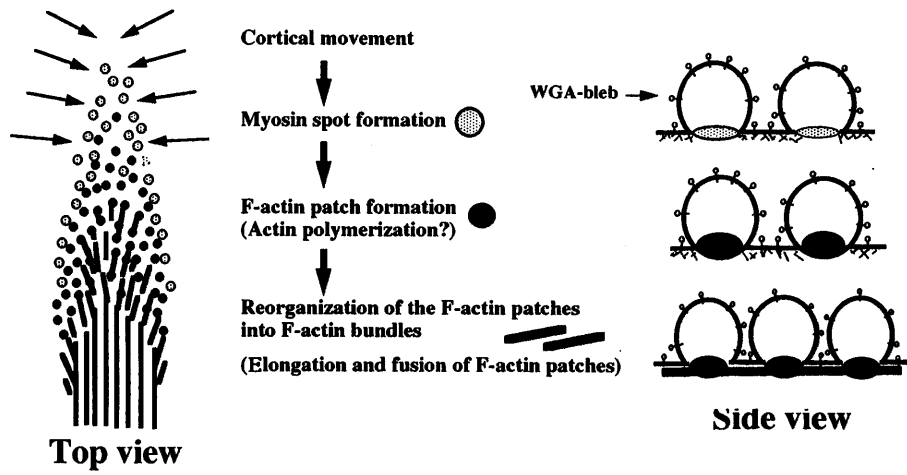 Cortical movement
WGA-bleb
Myosin spot formation
F-actin patch formation
(Actin polymerization?)
Reorganization of the F-actin patches
into F-actin bundles
(Elongation and fusion of F-actin patches)
Top view
Side view